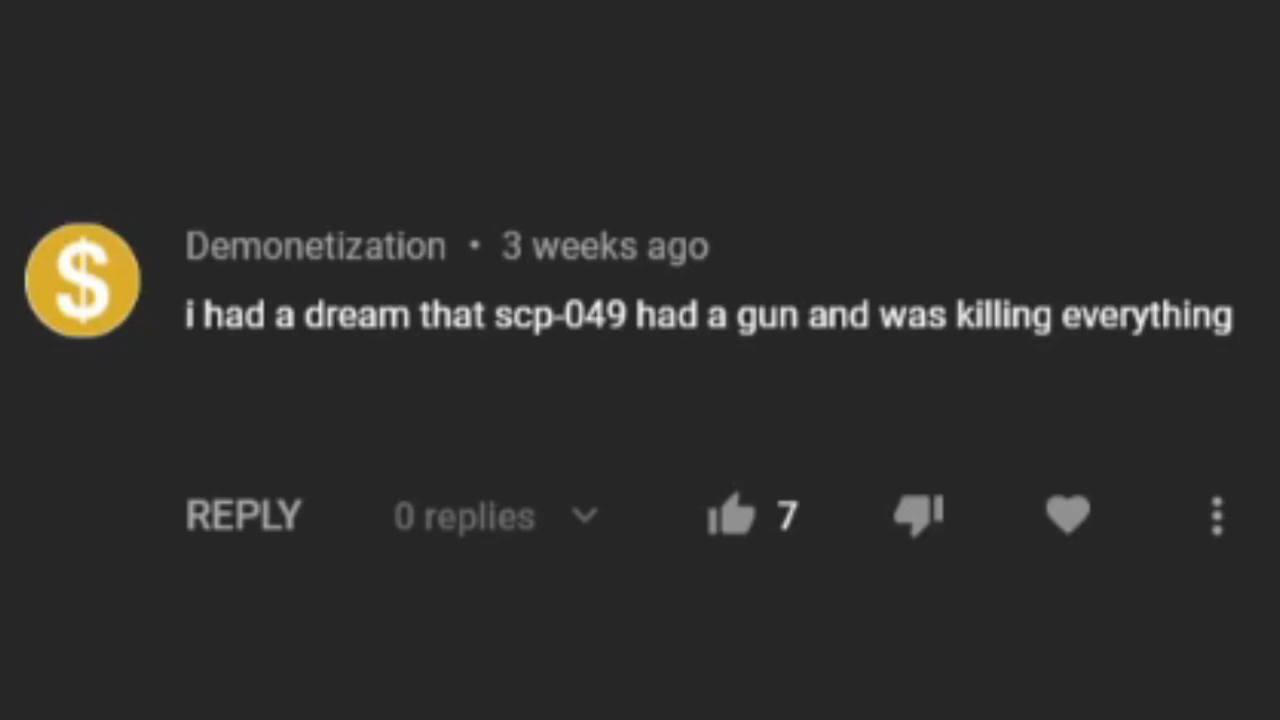 $
Demonetization • 3 weeks ago
i had a dream that scp-049 had a gun and was killing everything
REPLY 0 replies 7